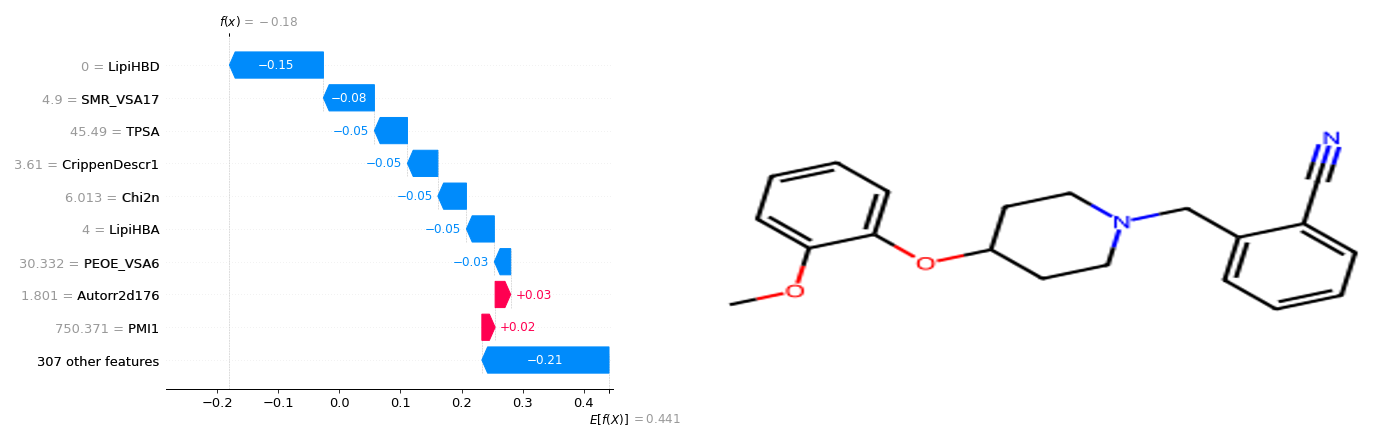 f(x) = −0.18
0 = LipiHBD −0.15
4.9 = SMR_VSA17 −0.08
45.49 = TPSA −0.05
3.61 = CrippenDescr1 −0.05
6.013 = Chi2n −0.05
4 = LipiHBA −0.05
30.332 = PEOE_VSA6 −0.03
1.801 = Autorr2d176 +0.03
750.371 = PMI1 +0.02
307 other features −0.21
−0.2 −0.1 0.0 0.1 0.2 0.3 0.4
E[f(X)] = 0.441
N
N
O
O